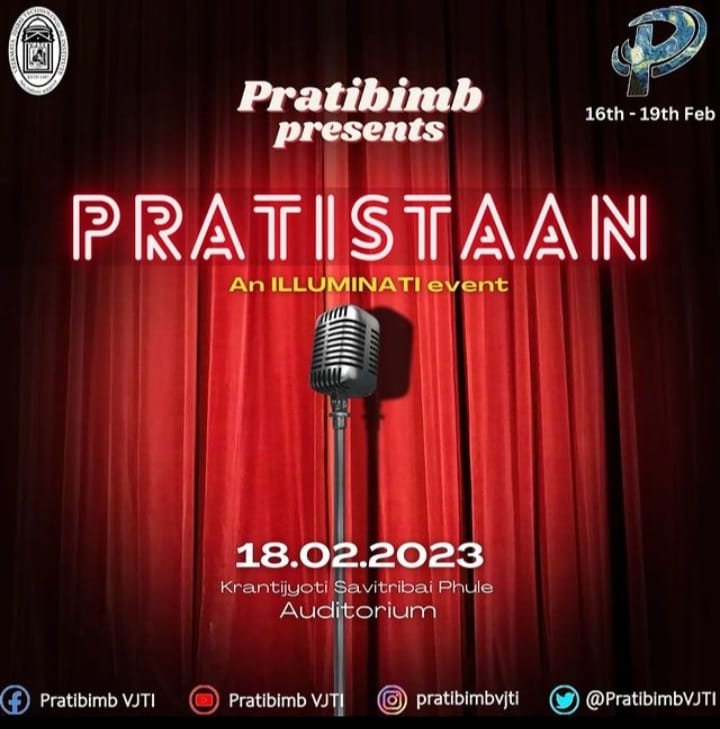 16th - 19th Feb
Pratibimb
presents
PRATISTAAN
An ILLUMINATI event
18.02.2023
Krantijyoti Savitribai Phule
Auditorium
Pratibimb VJTI
Pratibimb VJTI
pratibimbvjti
@PratibimbVJTI